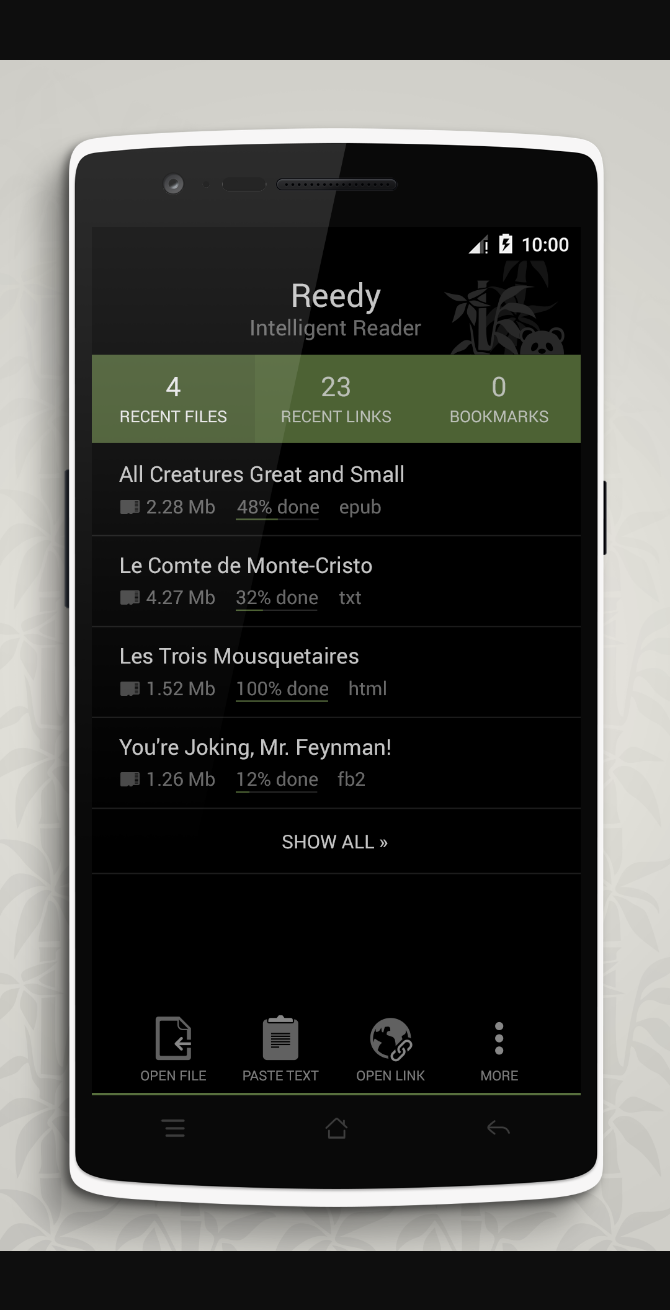 10:00
Reedy
Intelligent Reader
4 23 0
RECENT FILES RECENT LINKS BOOKMARKS
All Creatures Great and Small
2.28 Mb 48% done epub
Le Comte de Monte-Cristo
4.27 Mb 32% done txt
Les Trois Mousquetaires
1.52 Mb 100% done html
You're Joking, Mr. Feynman!
1.26 Mb 12% done fb2
SHOW ALL »
OPEN FILE PASTE TEXT OPEN LINK MORE